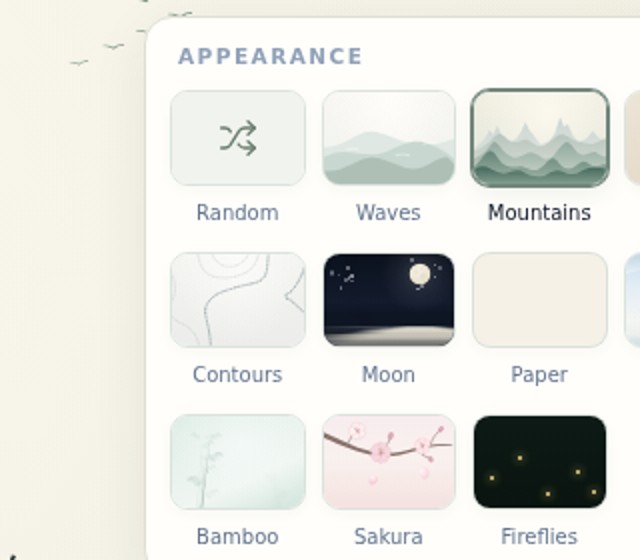 APPEARANCE
Random
Waves
Mountains
Contours
Moon
Paper
Bamboo
Sakura
Fireflies